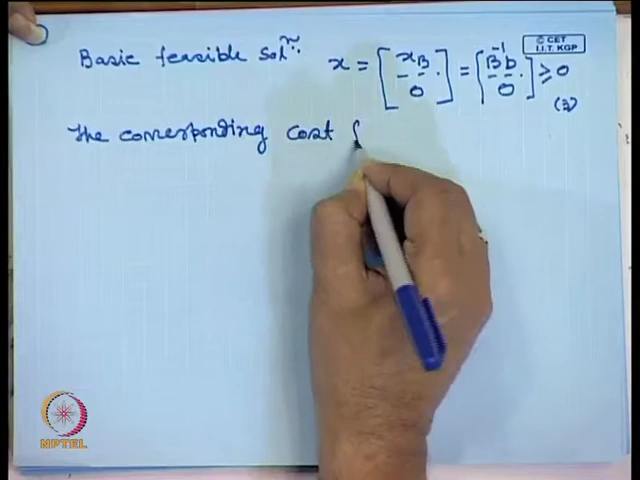 Basic feasible solⁿ. x = [x_B / 0] = [B⁻¹b / 0] ≥ 0
(3)
The corresponding cost f
© CET
I.I.T. KGP
NPTEL